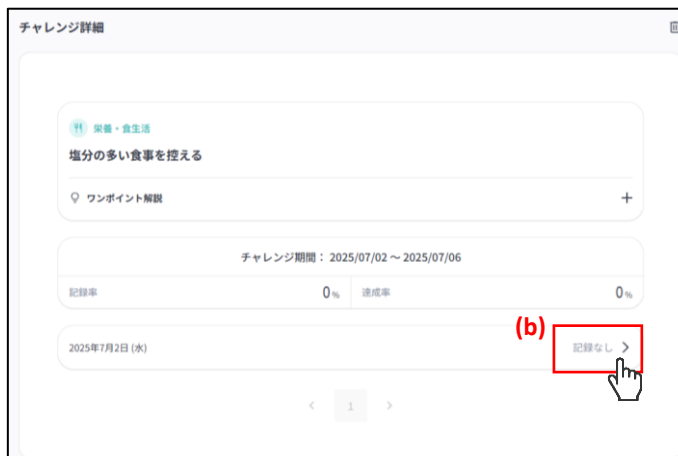 チャレンジ詳細
栄養・食生活
塩分の多い食事を控える
ワンポイント解説
チャレンジ期間： 2025/07/02 ～ 2025/07/06
記録率 0% 達成率 0%
(b)
2025年7月2日 (水) 記録なし
1